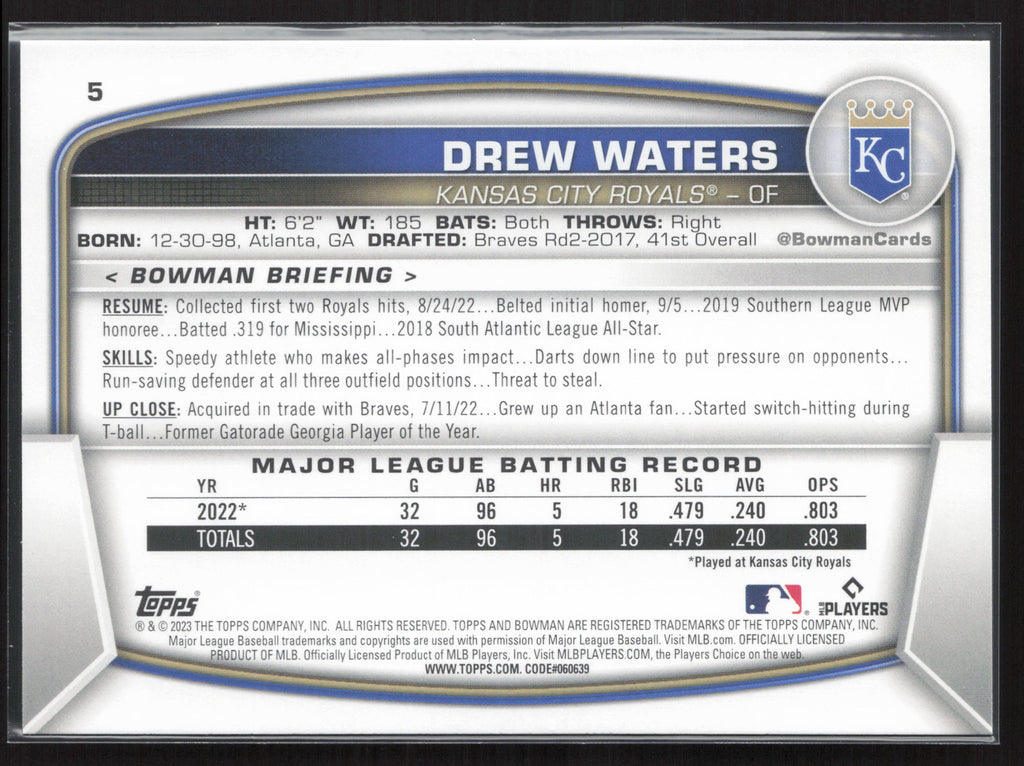 5
DREW WATERS
KC
KANSAS CITY ROYALS® – OF
HT: 6'2" WT: 185 BATS: Both THROWS: Right
BORN: 12-30-98, Atlanta, GA DRAFTED: Braves Rd2-2017, 41st Overall @BowmanCards
< BOWMAN BRIEFING >
RESUME: Collected first two Royals hits, 8/24/22...Belted initial homer, 9/5...2019 Southern League MVP
honoree...Batted .319 for Mississippi...2018 South Atlantic League All-Star.
SKILLS: Speedy athlete who makes all-phases impact...Darts down line to put pressure on opponents...
Run-saving defender at all three outfield positions...Threat to steal.
UP CLOSE: Acquired in trade with Braves, 7/11/22...Grew up an Atlanta fan...Started switch-hitting during
T-ball...Former Gatorade Georgia Player of the Year.
MAJOR LEAGUE BATTING RECORD
YR G AB HR RBI SLG AVG OPS
2022* 32 96 5 18 .479 .240 .803
TOTALS 32 96 5 18 .479 .240 .803
*Played at Kansas City Royals
Topps® MLB PLAYERS
® & © 2023 THE TOPPS COMPANY, INC. ALL RIGHTS RESERVED. TOPPS AND BOWMAN ARE REGISTERED TRADEMARKS OF THE TOPPS COMPANY, INC.
Major League Baseball trademarks and copyrights are used with permission of Major League Baseball. Visit MLB.com. OFFICIALLY LICENSED
PRODUCT OF MLB. Officially Licensed Product of MLB Players, Inc. Visit MLBPLAYERS.COM, the Players Choice on the web.
WWW.TOPPS.COM. CODE#060639